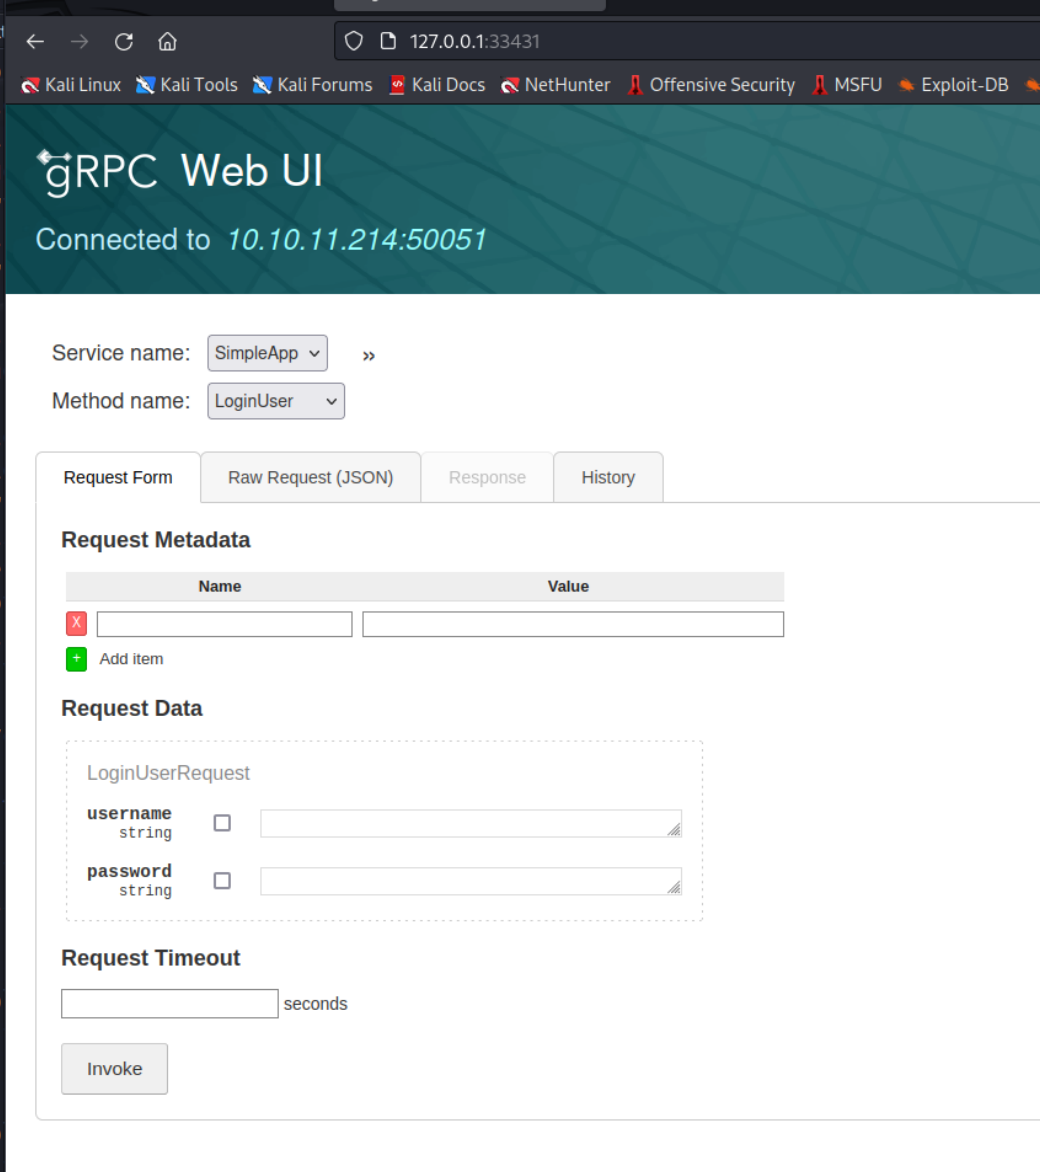 127.0.0.1:33431
Kali Linux Kali Tools Kali Forums Kali Docs NetHunter Offensive Security MSFU Exploit-DB
gRPC Web UI
Connected to 10.10.11.214:50051
Service name: SimpleApp »
Method name: LoginUser
Request Form Raw Request (JSON) Response History
Request Metadata
Name Value
X
+ Add item
Request Data
LoginUserRequest
username
string
password
string
Request Timeout
seconds
Invoke